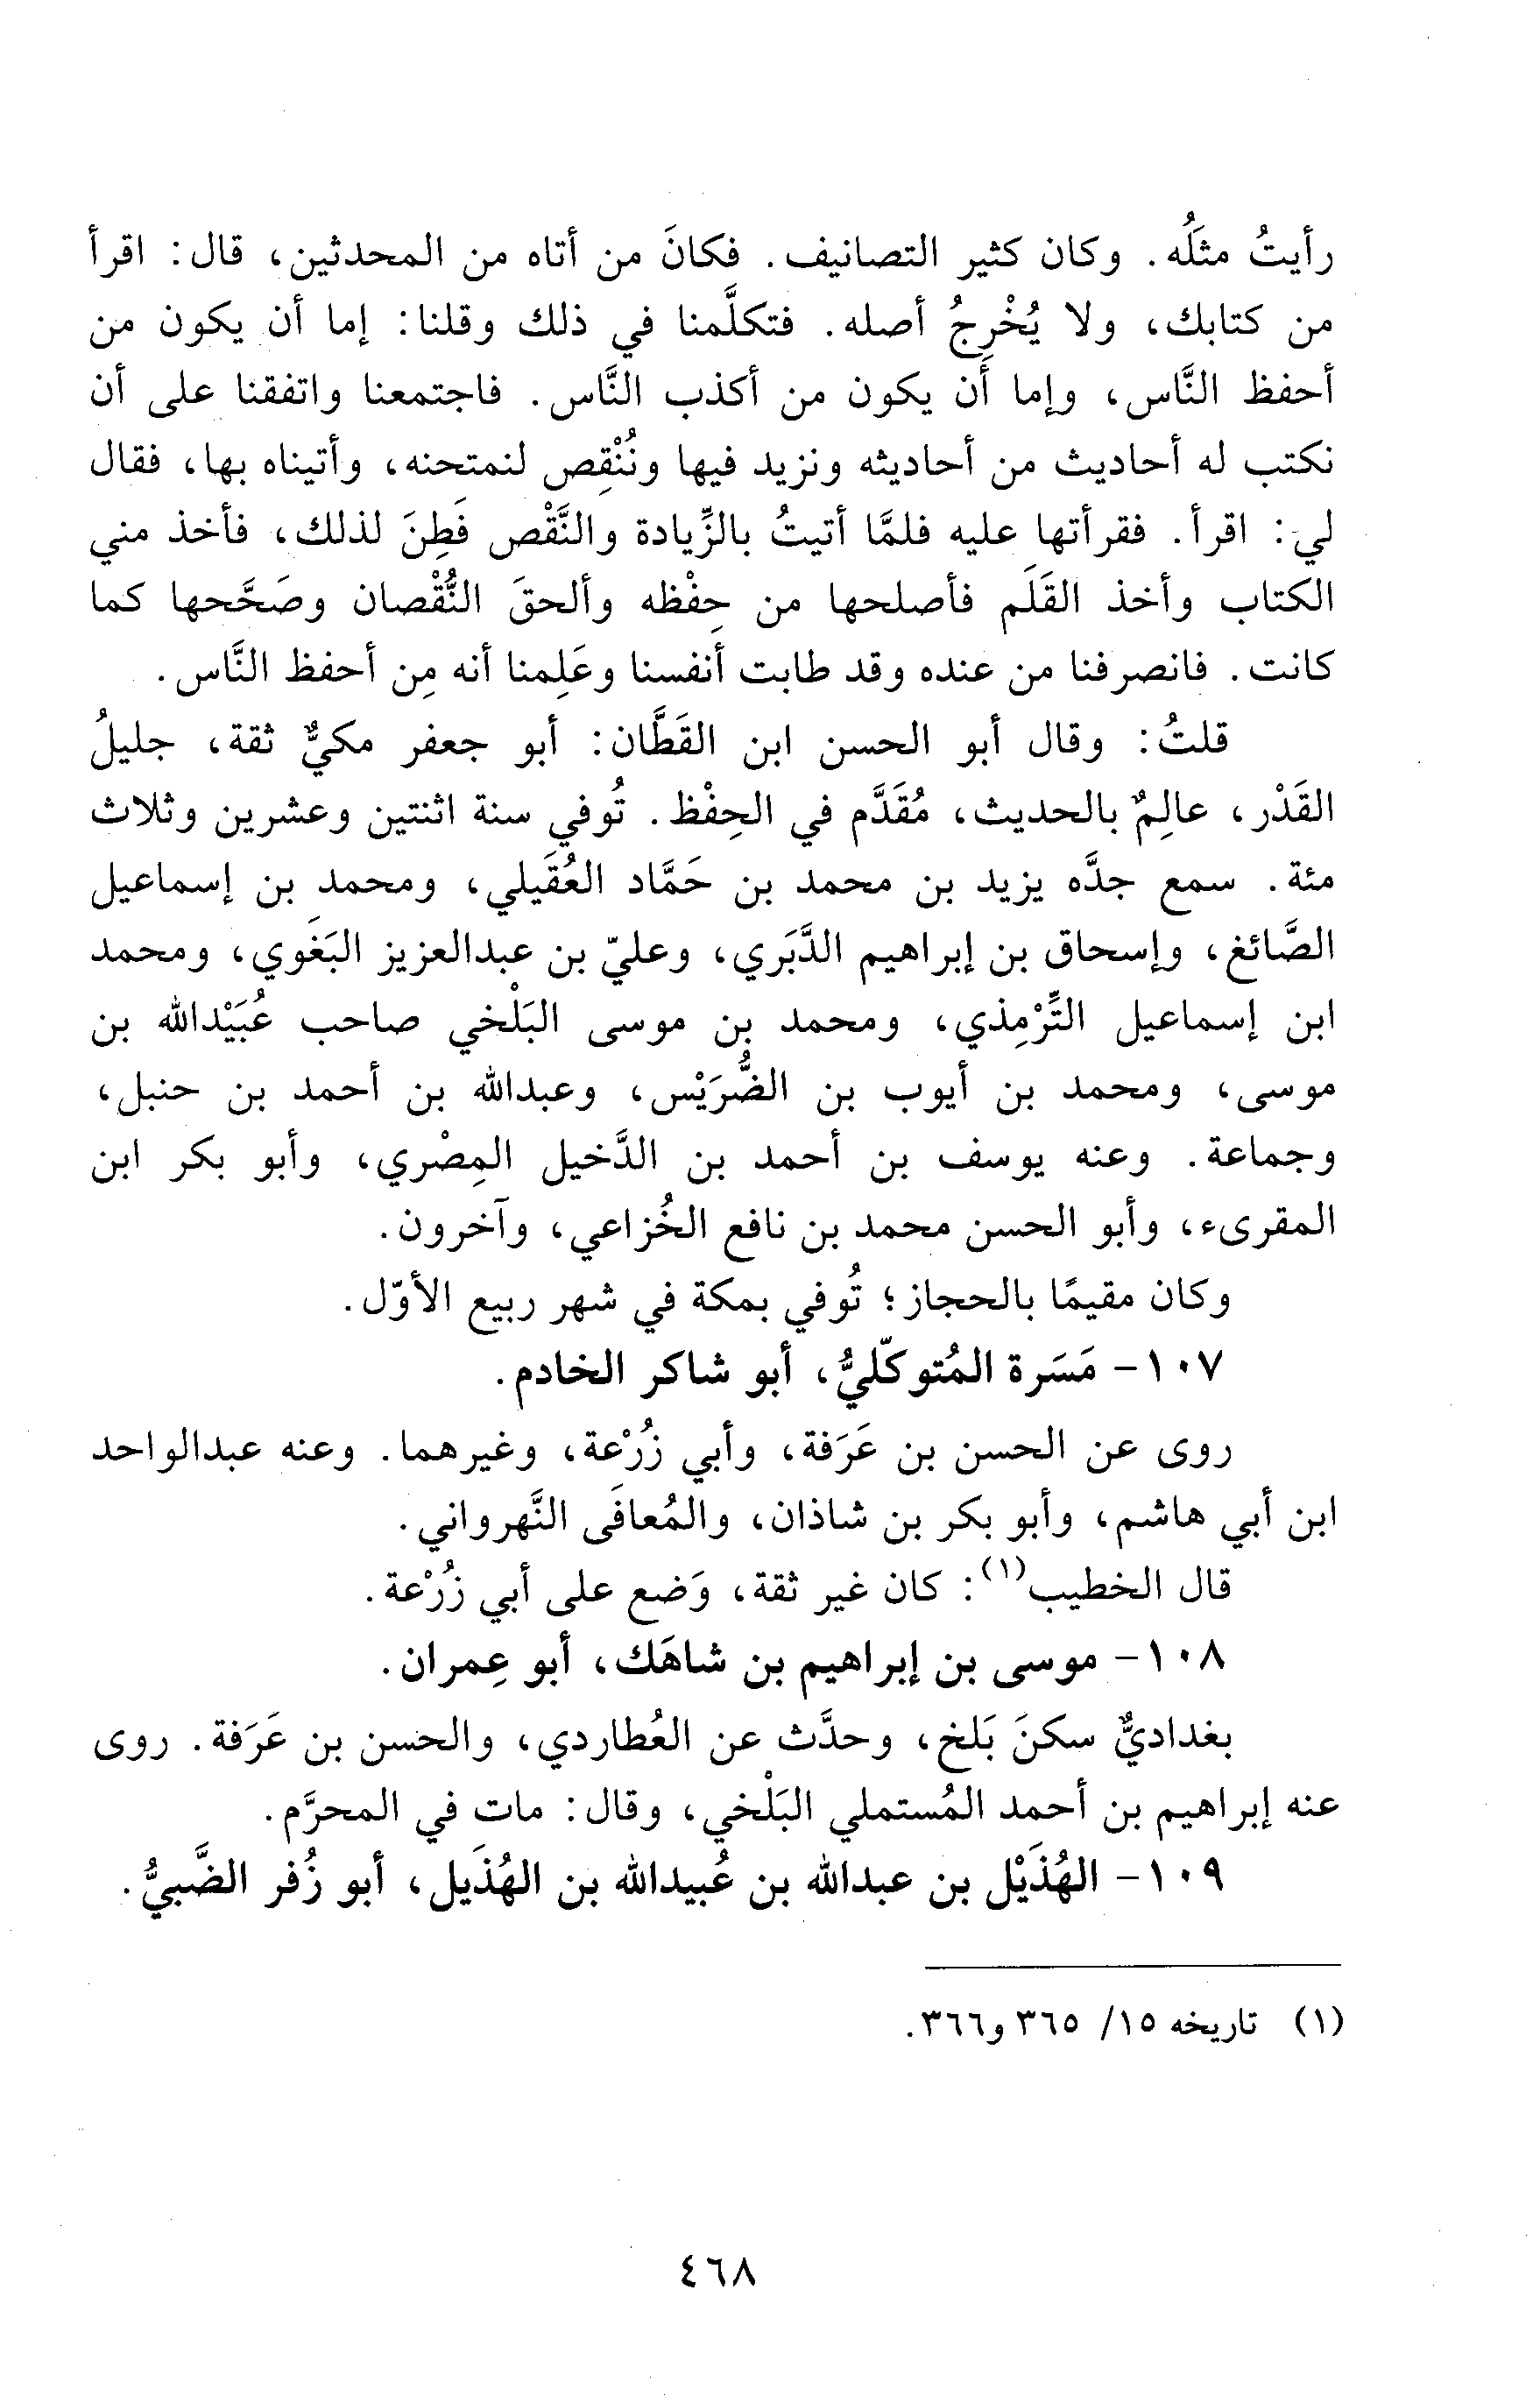 رأيتُ مثلَه. وكان كثير التصانيف. فكانَ من أتاه من المحدثين، قال: اقرأ
من كتابك، ولا يُخْرِجُ أصله. فتكلَّمنا في ذلك وقلنا: إما أن يكون من
أحفظ النَّاس، وإما أن يكون من أكذب النَّاس. فاجتمعنا واتفقنا على أن
نكتب له أحاديث من أحاديثه ونزيد فيها ونُنْقِص لنمتحنه، وأتيناه بها، فقال
لي: اقرأ. فقرأتها عليه فلمَّا أتيتُ بالزِّيادة والنَّقْص فَطِنَ لذلك، فأخذ مني
الكتاب وأخذ القَلَم فأصلحها من حِفْظه وألحقَ النُّقْصان وصَحَّحها كما
كانت. فانصرفنا من عنده وقد طابت أنفسنا وعَلِمنا أنه مِن أحفظ النَّاس.
قلتُ: وقال أبو الحسن ابن القَطَّان: أبو جعفر مكيٌّ ثقة، جليلُ
القَدْر، عالِمٌ بالحديث، مُقَدَّم في الحِفْظ. تُوفي سنة اثنتين وعشرين وثلاث
مئة. سمع جدَّه يزيد بن محمد بن حَمَّاد العُقَيلي، ومحمد بن إسماعيل
الصَّائغ، وإسحاق بن إبراهيم الدَّبَري، وعليّ بن عبدالعزيز البَغَوي، ومحمد
ابن إسماعيل التِّرْمِذي، ومحمد بن موسى البَلْخي صاحب عُبَيْدالله بن
موسى، ومحمد بن أيوب بن الضُّرَيْس، وعبدالله بن أحمد بن حنبل،
وجماعة. وعنه يوسف بن أحمد بن الدَّخيل المِصْري، وأبو بكر ابن
المقرىء، وأبو الحسن محمد بن نافع الخُزاعي، وآخرون.
وكان مقيمًا بالحجاز؛ تُوفي بمكة في شهر ربيع الأوّل.
١٠٧- مَسَرة المُتوكّليُّ، أبو شاكر الخادم.
روى عن الحسن بن عَرَفة، وأبي زُرْعة، وغيرهما. وعنه عبدالواحد
ابن أبي هاشم، وأبو بكر بن شاذان، والمُعافَى النَّهرواني.
قال الخطيب(١): كان غير ثقة، وَضع على أبي زُرْعة.
١٠٨- موسى بن إبراهيم بن شاهَك، أبو عِمران.
بغداديٌّ سكنَ بَلخ، وحدَّث عن العُطاردي، والحسن بن عَرَفة. روى
عنه إبراهيم بن أحمد المُستملي البَلْخي، وقال: مات في المحرَّم.
١٠٩- الهُذَيْل بن عبدالله بن عُبيدالله بن الهُذَيل، أبو زُفر الضَّبيُّ.
(١) تاريخه ١٥/ ٣٦٥ و٣٦٦.
٤٦٨